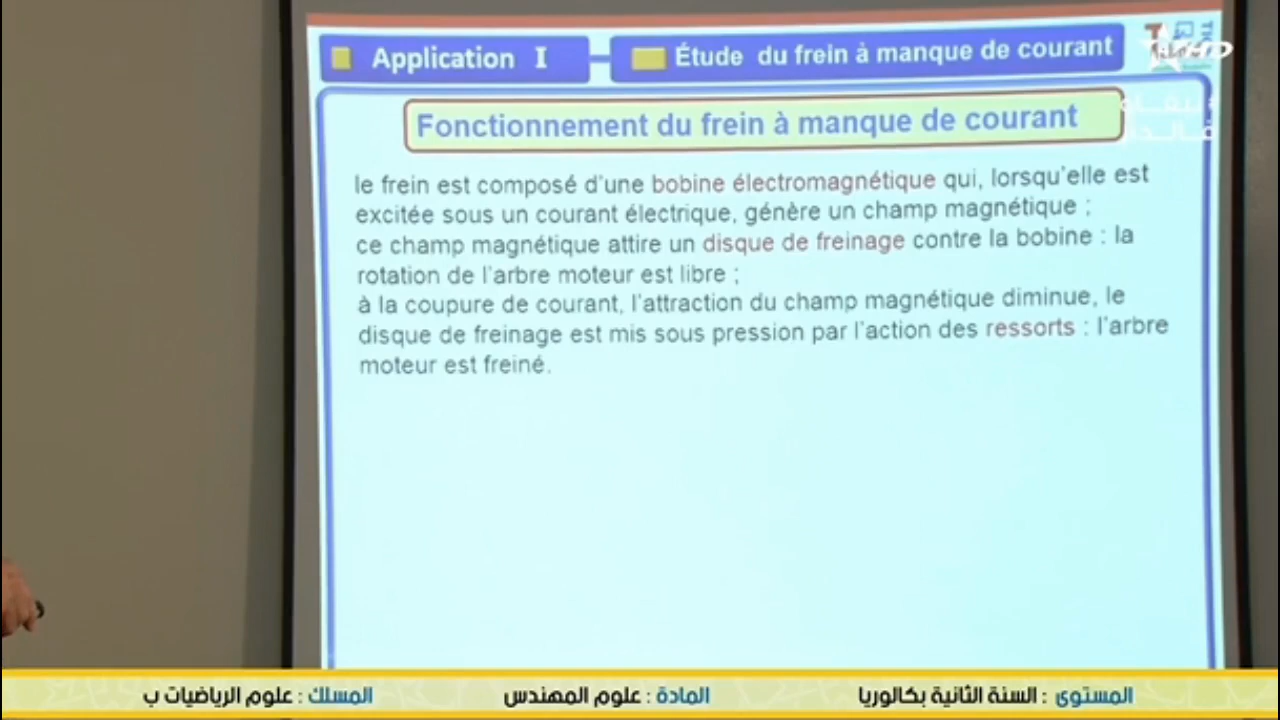 Application I
Étude du frein à manque de courant
Fonctionnement du frein à manque de courant
le frein est composé d'une bobine électromagnétique qui, lorsqu'elle est
excitée sous un courant électrique, génère un champ magnétique ;
ce champ magnétique attire un disque de freinage contre la bobine : la
rotation de l'arbre moteur est libre ;
à la coupure de courant, l'attraction du champ magnétique diminue, le
disque de freinage est mis sous pression par l'action des ressorts : l'arbre
moteur est freiné.
HD
المستوى : السنة الثانية بكالوريا
المادة : علوم المهندس
المسلك : علوم الرياضيات ب